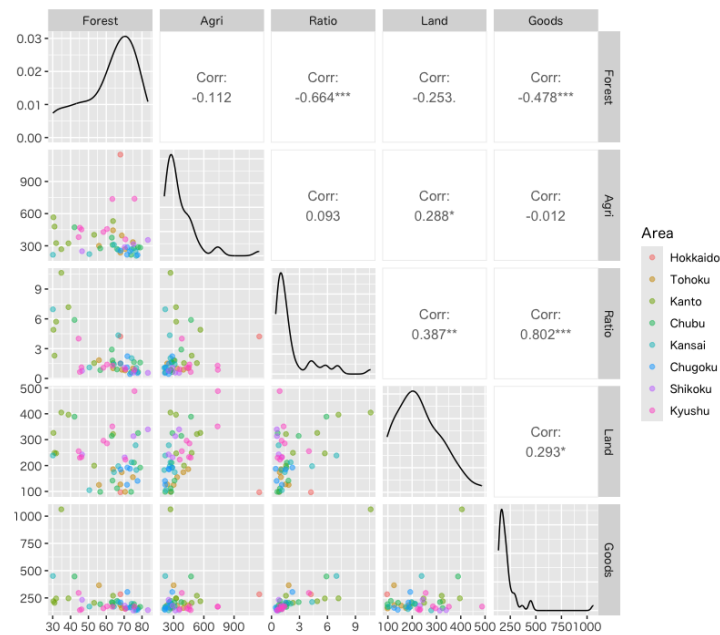 Forest Agri Ratio Land Goods
0.03
0.02
0.01
0.00
Corr:
-0.112
Corr:
-0.664***
Corr:
-0.253.
Corr:
-0.478***
Forest
900
600
300
Corr:
0.093
Corr:
0.288*
Corr:
-0.012
Agri
9
6
3
0
Corr:
0.387**
Corr:
0.802***
Ratio
500
400
300
200
100
Corr:
0.293*
Land
1000
750
500
250
Goods
30 40 50 60 70 80
300 600 900
0 3 6 9
100 200 300 400 500
250 500 750 1000
Area
Hokkaido
Tohoku
Kanto
Chubu
Kansai
Chugoku
Shikoku
Kyushu